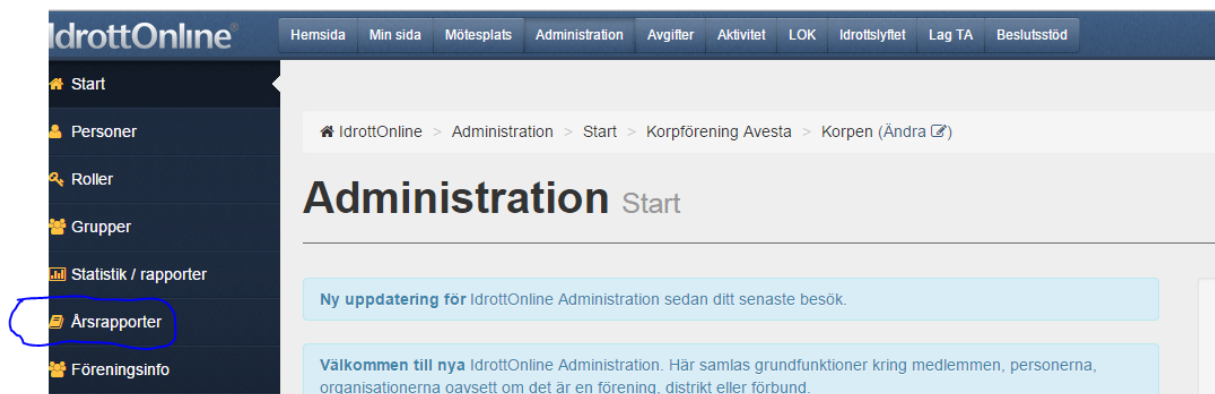 IdrottOnline®
Hemsida Min sida Mötesplats Administration Avgifter Aktivitet LOK Idrottslyftet Lag TA Beslutsstöd
Start
Personer
Roller
Grupper
Statistik / rapporter
Årsrapporter
Föreningsinfo
IdrottOnline > Administration > Start > Korpförening Avesta > Korpen (Ändra)
Administration Start
Ny uppdatering för IdrottOnline Administration sedan ditt senaste besök.
Välkommen till nya IdrottOnline Administration. Här samlas grundfunktioner kring medlemmen, personerna,
organisationerna oavsett om det är en förening, distrikt eller förbund.